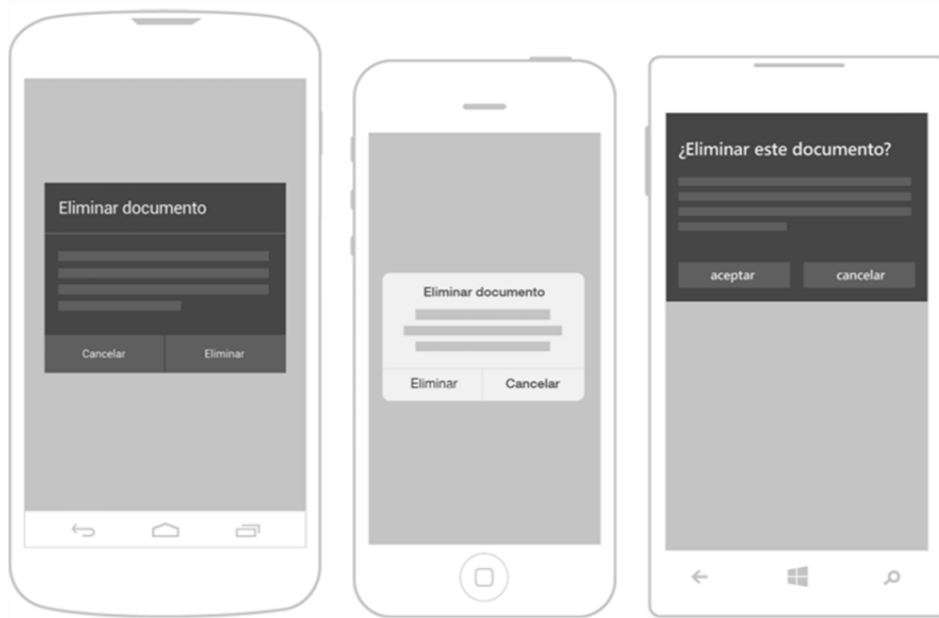 Eliminar documento
Cancelar Eliminar
Eliminar documento
Eliminar Cancelar
¿Eliminar este documento?
aceptar cancelar